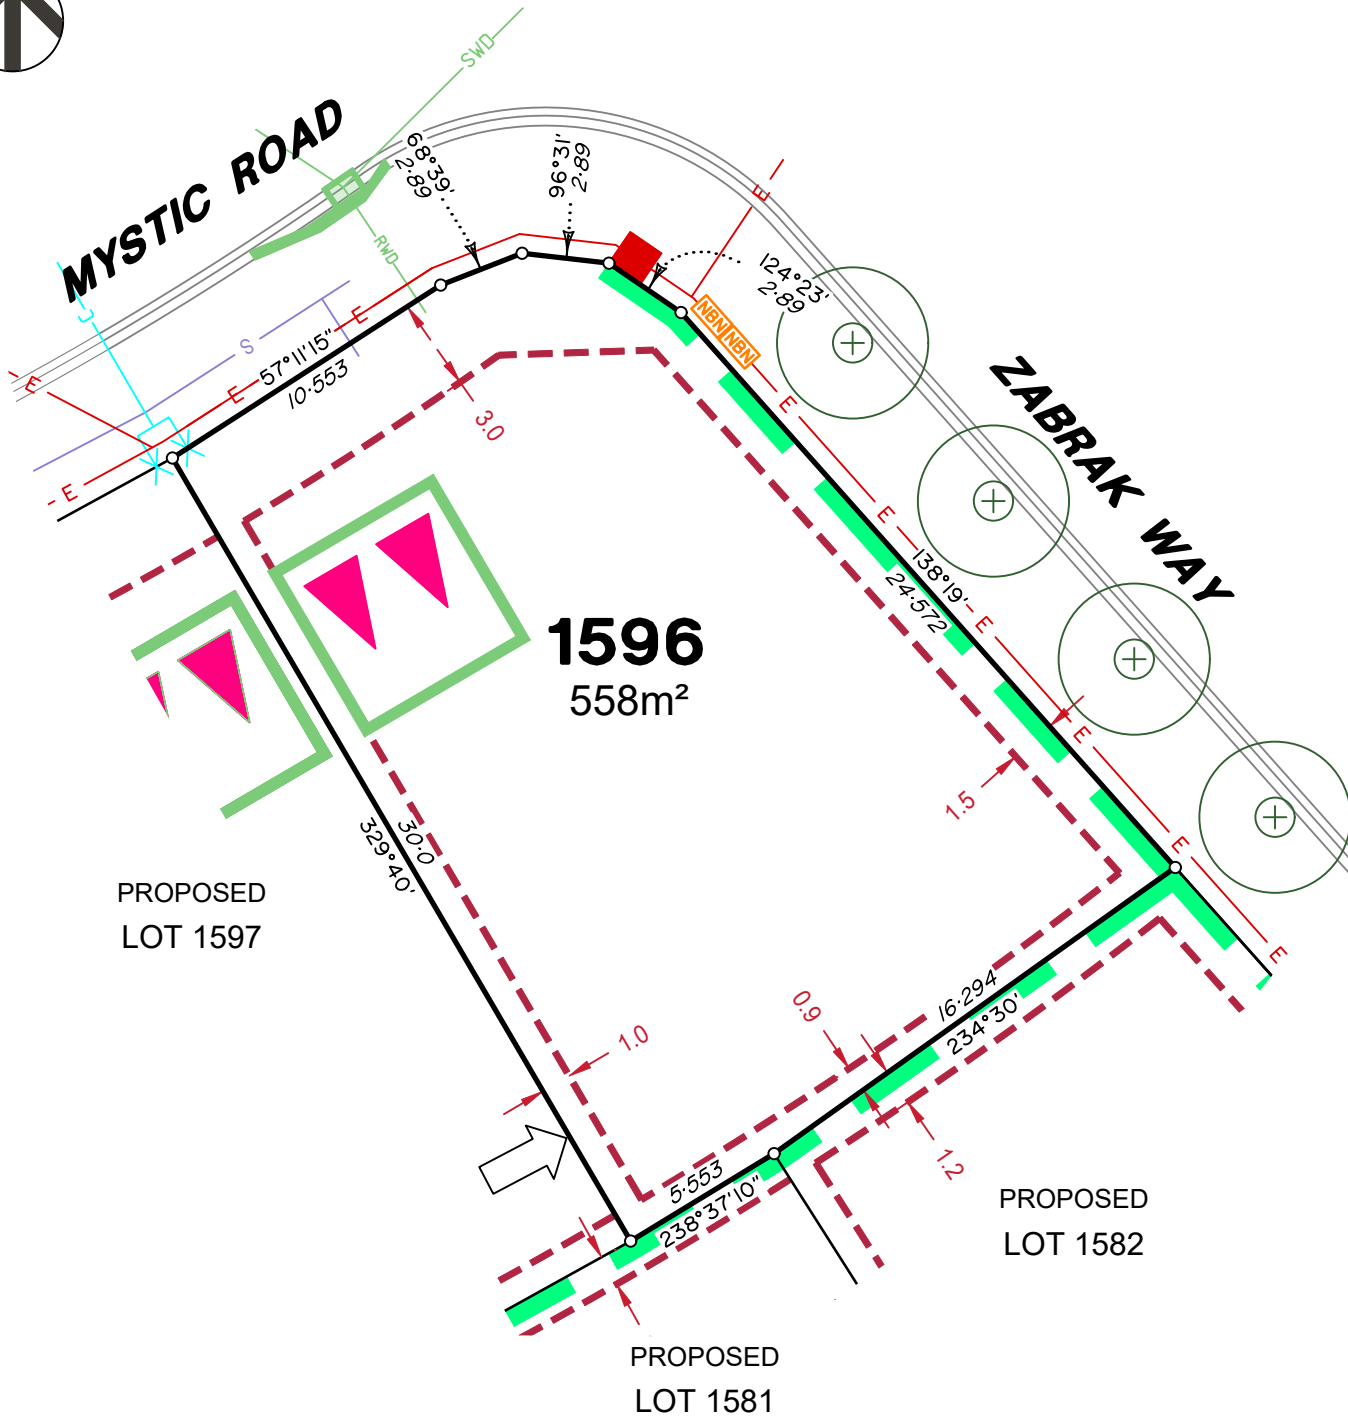 SWD
MYSTIC ROAD
68°39'
2·89
96°31'
2·89
E
RWD
124°23'
2·89
J
NBN NBN
S
E
57°11'15"
10·553
E
E
E
3.0
E
ZABRAK WAY
E
138°19'
24·572
E
1596
558m²
E
1.5
30·0
329°40'
E
PROPOSED
LOT 1597
E
16·294
234°30'
0.9
1.0
1.2
5·553
238°37'10"
PROPOSED
LOT 1582
PROPOSED
LOT 1581